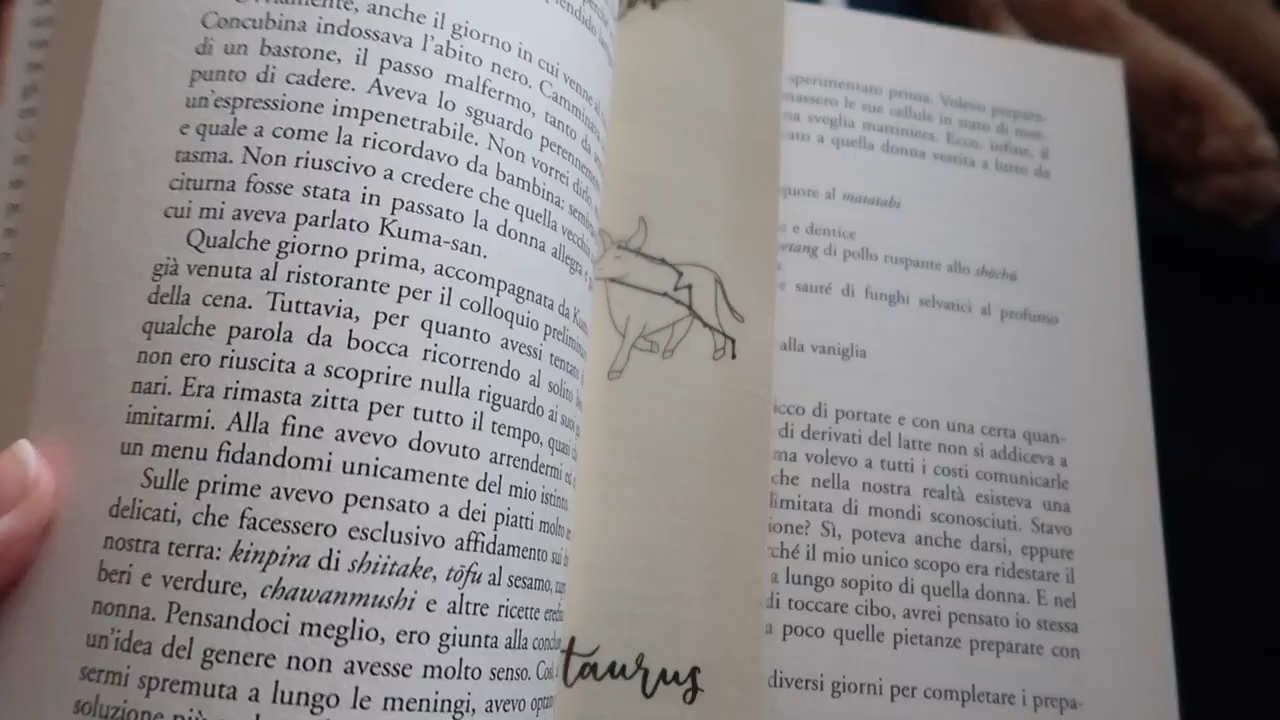 anche il giorno in cui venne
Concubina indossava l'abito nero.
di un bastone, il passo malfermo, tanto da
punto di cadere. Aveva lo sguardo
un'espressione impenetrabile. Non vorrei
e quale a come la ricordavo da bambina:
tasma. Non riuscivo a credere che quella vecchia
citurna fosse stata in passato la donna allegra e
cui mi aveva parlato Kuma-san.
Qualche giorno prima, accompagnata da
già venuta al ristorante per il colloquio
della cena. Tuttavia, per quanto avessi tentato
qualche parola da bocca ricorrendo al solito
non ero riuscita a scoprire nulla riguardo ai suoi
nari. Era rimasta zitta per tutto il tempo, quasi
imitarmi. Alla fine avevo dovuto arrendermi
un menu fidandomi unicamente del mio istinto.
Sulle prime avevo pensato a dei piatti molto
delicati, che facessero esclusivo affidamento sui
nostra terra: kinpira di shiitake, tōfu al sesamo,
beri e verdure, chawanmushi e altre ricette
nonna. Pensandoci meglio, ero giunta alla
un'idea del genere non avesse molto senso.
sermi spremuta a lungo le meningi, avevo
soluzione
taurus
sperimentato prima. Volevo
massero le sue cellule in stato di
na sveglia mattiniera. Ecco, infine, il
a quella donna vestita a lutto da
al matatabi
e dentice
di pollo ruspante allo shōchū
sauté di funghi selvatici al profumo
alla vaniglia
di portate e con una certa quan-
di derivati del latte non si addiceva a
ma volevo a tutti i costi comunicarle
che nella nostra realtà esisteva una
di mondi sconosciuti. Stavo
Sì, poteva anche darsi, eppure
il mio unico scopo era ridestare il
a lungo sopito di quella donna. E nel
di toccare cibo, avrei pensato io stessa
a poco quelle pietanze preparate con
diversi giorni per completare i prepa-